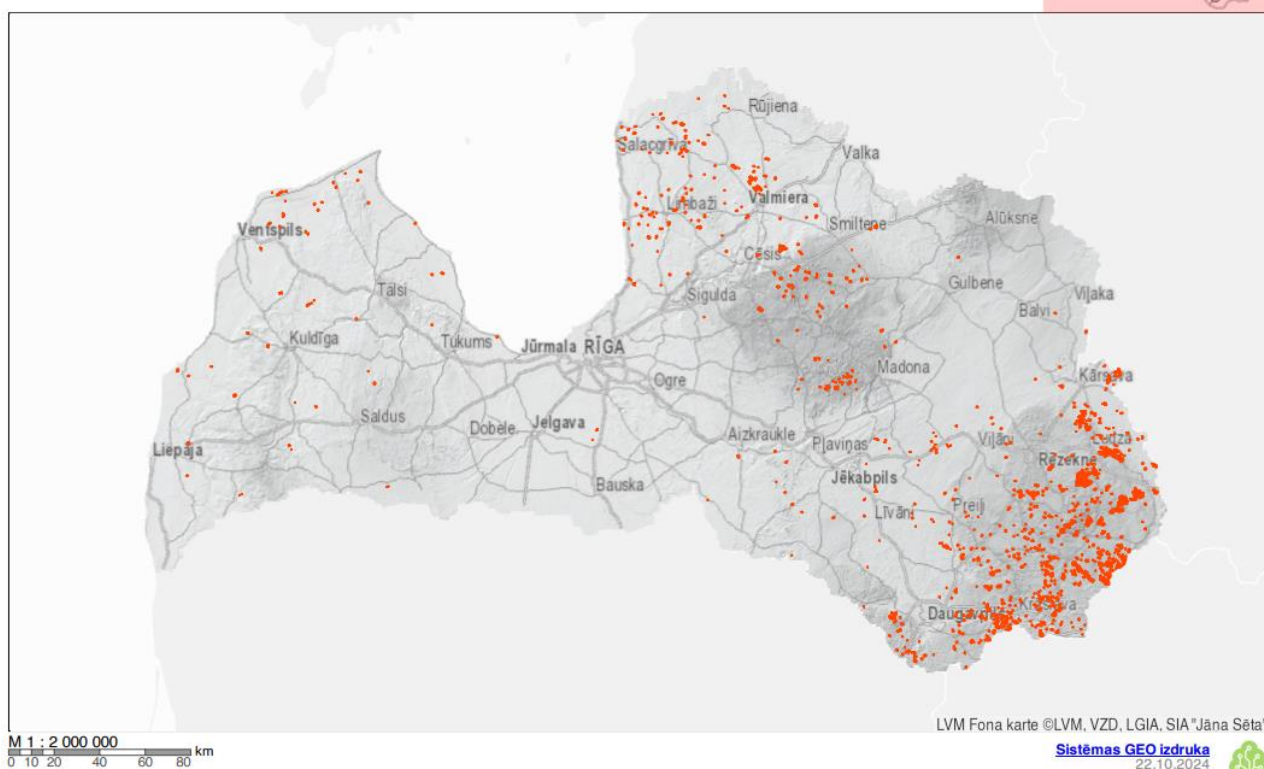 Rūjiena
Salacgrīva
Valka
Limbaži
Valmiera
Alūksne
Smiltene
Ventspils
Cēsis
Gulbene
Talsi
Sigulda
Viļaka
Balvi
Kuldīga
Tukums
Jūrmala
RĪGA
Madona
Kārsava
Ogre
Saldus
Dobele
Jelgava
Aizkraukle
Pļaviņas
Viļāni
Ludza
Liepāja
Rēzekne
Jēkabpils
Bauska
Preiļi
Līvāni
Krāslava
Daugavpils
LVM Fona karte ©LVM, VZD, LGIA, SIA "Jāna Sēta"
M 1 : 2 000 000
km
0 10 20 40 60 80
Sistēmas GEO izdruka
22.10.2024